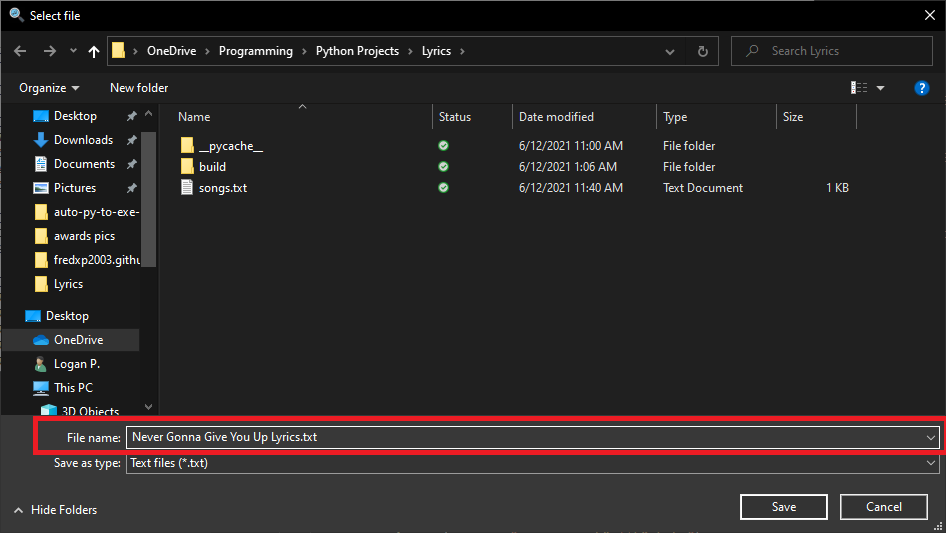 Select file
OneDrive > Programming > Python Projects > Lyrics >
Search Lyrics
Organize New folder
Name Status Date modified Type Size
Desktop
Downloads
Documents
Pictures
auto-py-to-exe-
awards pics
fredxp2003.githu
Lyrics
Desktop
OneDrive
Logan P.
This PC
3D Objects
__pycache__ 6/12/2021 11:00 AM File folder
build 6/12/2021 1:06 AM File folder
songs.txt 6/12/2021 11:40 AM Text Document 1 KB
File name: Never Gonna Give You Up Lyrics.txt
Save as type: Text files (*.txt)
Hide Folders Save Cancel